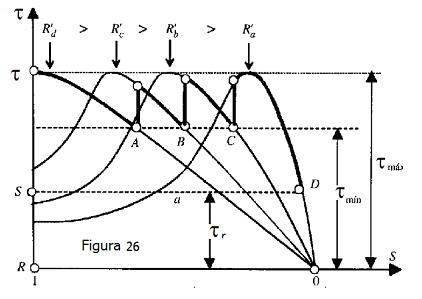 τ
R'd > R'c > R'b > R'a
τ
A
B
C
τmáx
S
a
D
τmín
τr
Figura 26
R
S
1
0